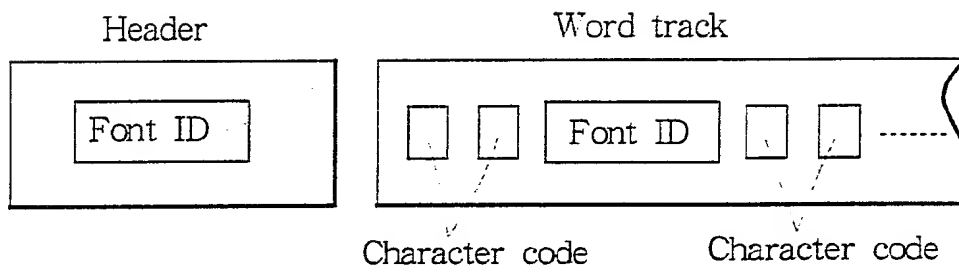 Header
Word track
Font ID
Font ID
Character code
Character code